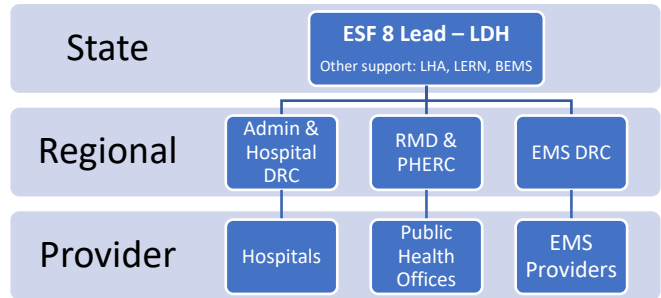 State
ESF 8 Lead – LDH
Other support: LHA, LERN, BEMS
Regional
Admin &
Hospital
DRC
RMD &
PHERC
EMS DRC
Provider
Hospitals
Public
Health
Offices
EMS
Providers